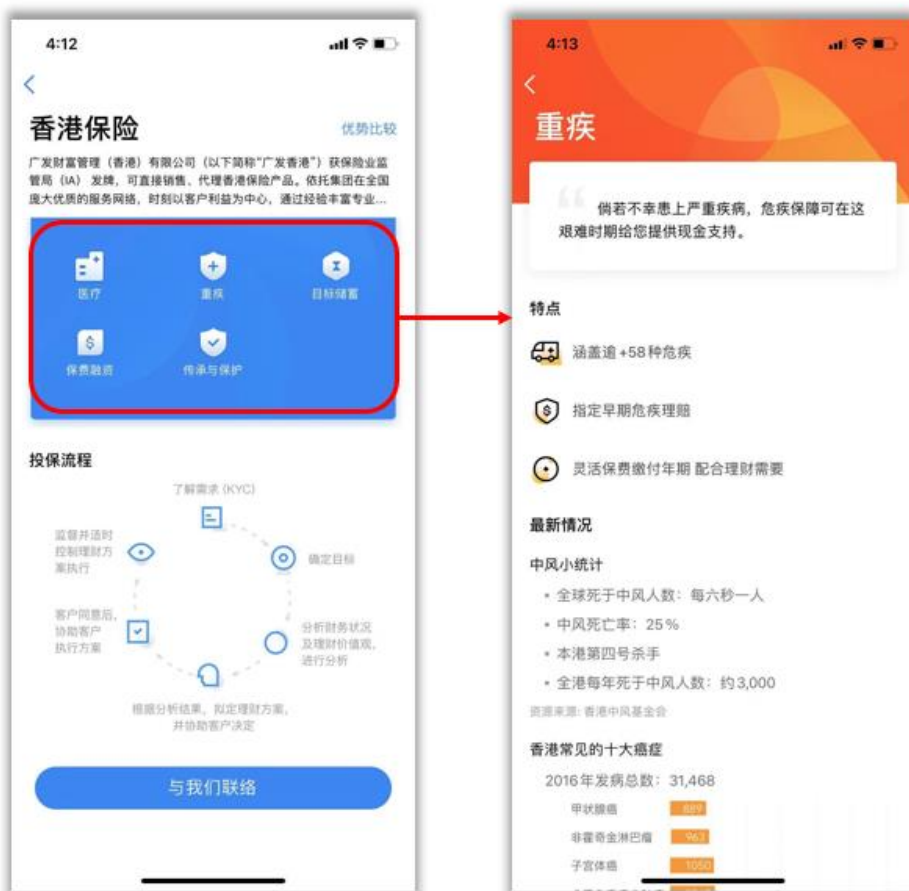 4:12
香港保险
优势比较
广发财富管理（香港）有限公司（以下简称“广发香港”）获保险业监
管局（IA） 发牌，可直接销售、代理香港保险产品。依托集团在全国
庞大优质的服务网络，时刻以客户利益为中心，通过经验丰富专业...
医疗
重疾
目标储蓄
保费融资
传承与保护
投保流程
了解需求 (KYC)
确定目标
分析财务状况
及理财价值观，
进行分析
根据分析结果，拟定理财方案，
并协助客户决定
客户同意后，
协助客户
执行方案
监督并适时
控制理财方
案执行
与我们联络
4:13
重疾
倘若不幸患上严重疾病，危疾保障可在这
艰难时期给您提供现金支持。
特点
涵盖逾 +58 种危疾
指定早期危疾理赔
灵活保费缴付年期 配合理财需要
最新情况
中风小统计
• 全球死于中风人数：每六秒一人
• 中风死亡率：25 %
• 本港第四号杀手
• 全港每年死于中风人数：约 3,000
资源来源: 香港中风基金会
香港常见的十大癌症
2016 年发病总数：31,468
甲状腺癌 889
非霍奇金淋巴瘤 963
子宫体癌 1050